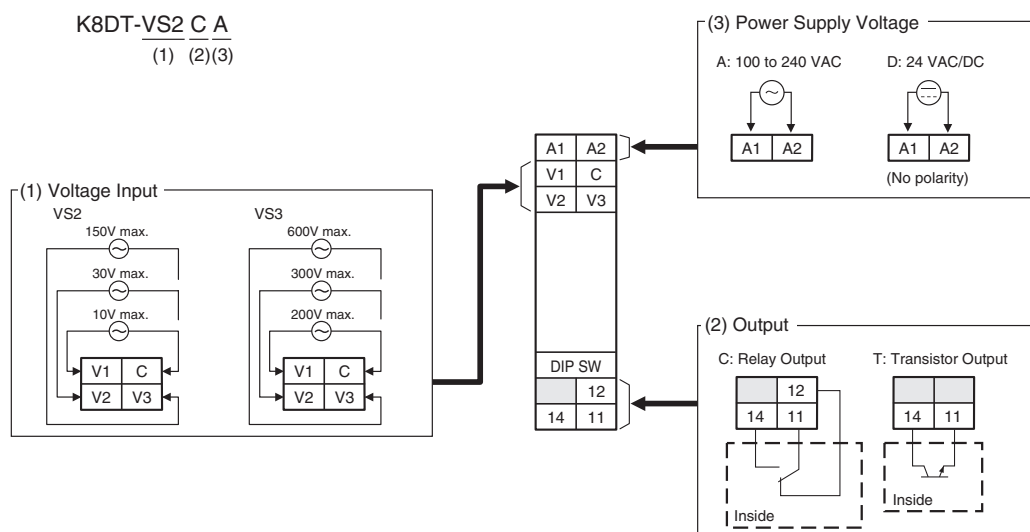 K8DT-VS2 C A
(1) (2) (3)
(3) Power Supply Voltage
A: 100 to 240 VAC
D: 24 VAC/DC
A1 A2
A1 A2
(No polarity)
A1 A2
V1 C
V2 V3
DIP SW
12
14 11
(1) Voltage Input
VS2
150V max.
30V max.
10V max.
V1 C
V2 V3
VS3
600V max.
300V max.
200V max.
V1 C
V2 V3
(2) Output
C: Relay Output
12
14 11
Inside
T: Transistor Output
14 11
Inside